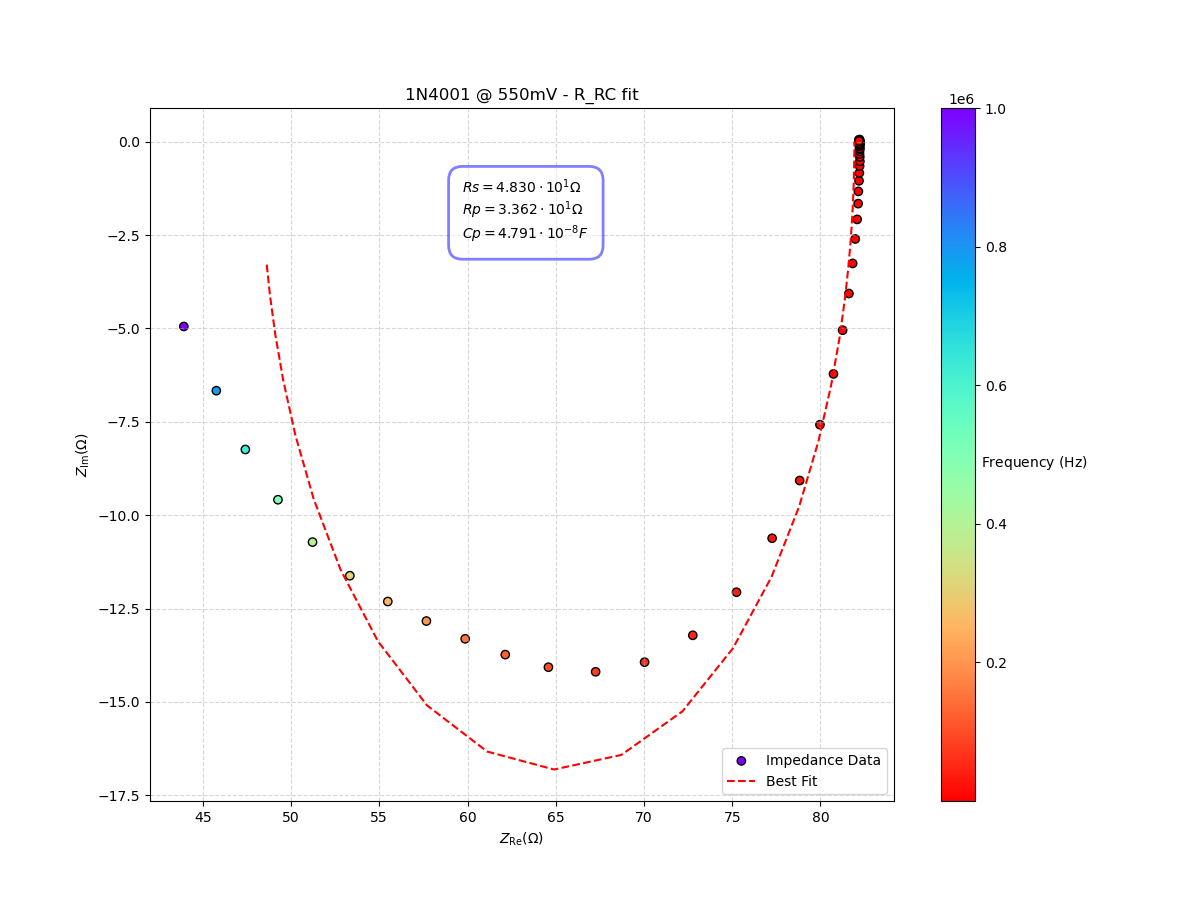 1N4001 @ 550mV - R_RC fit
1e6
Rs = 4.830 · 10¹Ω
Rp = 3.362 · 10¹Ω
Cp = 4.791 · 10⁻⁸F
0.0
−2.5
−5.0
−7.5
−10.0
−12.5
−15.0
−17.5
Z_Im(Ω)
45
50
55
60
65
70
75
80
Z_Re(Ω)
Impedance Data
Best Fit
1.0
0.8
0.6
0.4
0.2
Frequency (Hz)